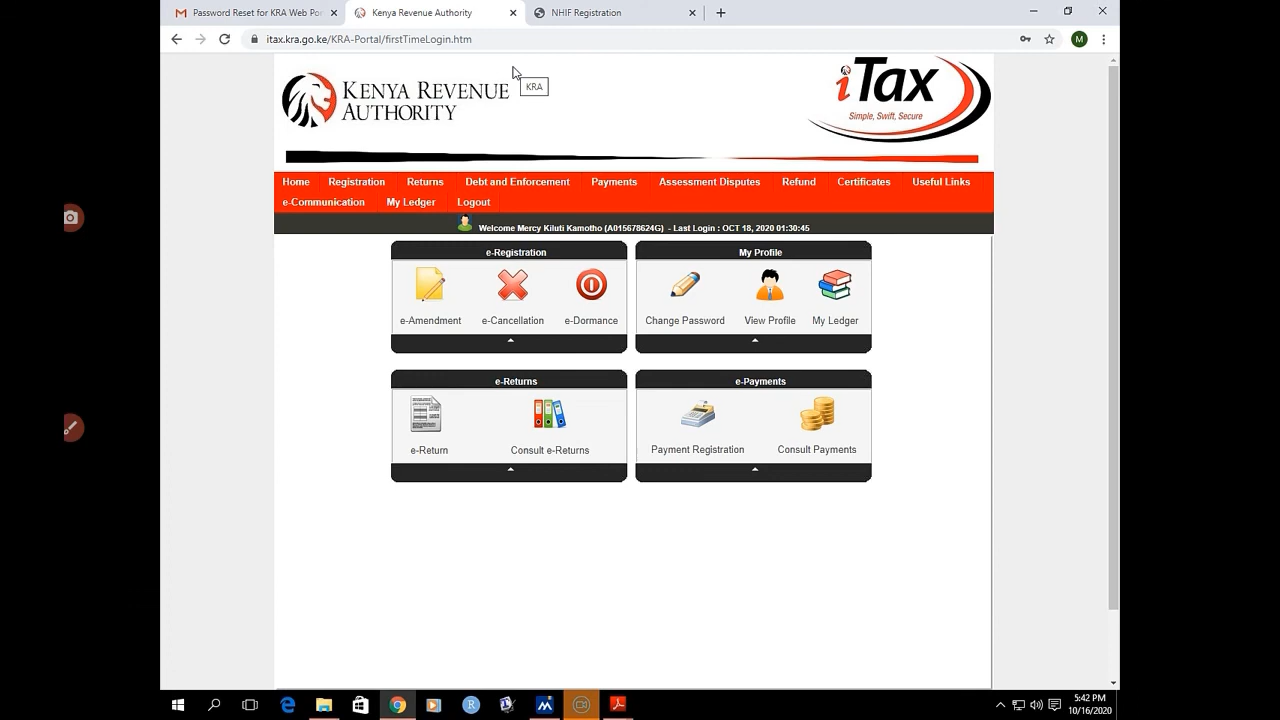 Password Reset for KRA Web Po
Kenya Revenue Authority
NHIF Registration
itax.kra.go.ke/KRA-Portal/firstTimeLogin.htm
M
KENYA REVENUE
AUTHORITY
KRA
iTax
Simple, Swift, Secure
Home Registration Returns Debt and Enforcement Payments Assessment Disputes Refund Certificates Useful Links
e-Communication My Ledger Logout
Welcome Mercy Kiluti Kamotho (A015678624G) - Last Login : OCT 18, 2020 01:30:45
e-Registration
e-Amendment e-Cancellation e-Dormance
My Profile
Change Password View Profile My Ledger
e-Returns
e-Return Consult e-Returns
e-Payments
Payment Registration Consult Payments
5:42 PM
10/16/2020